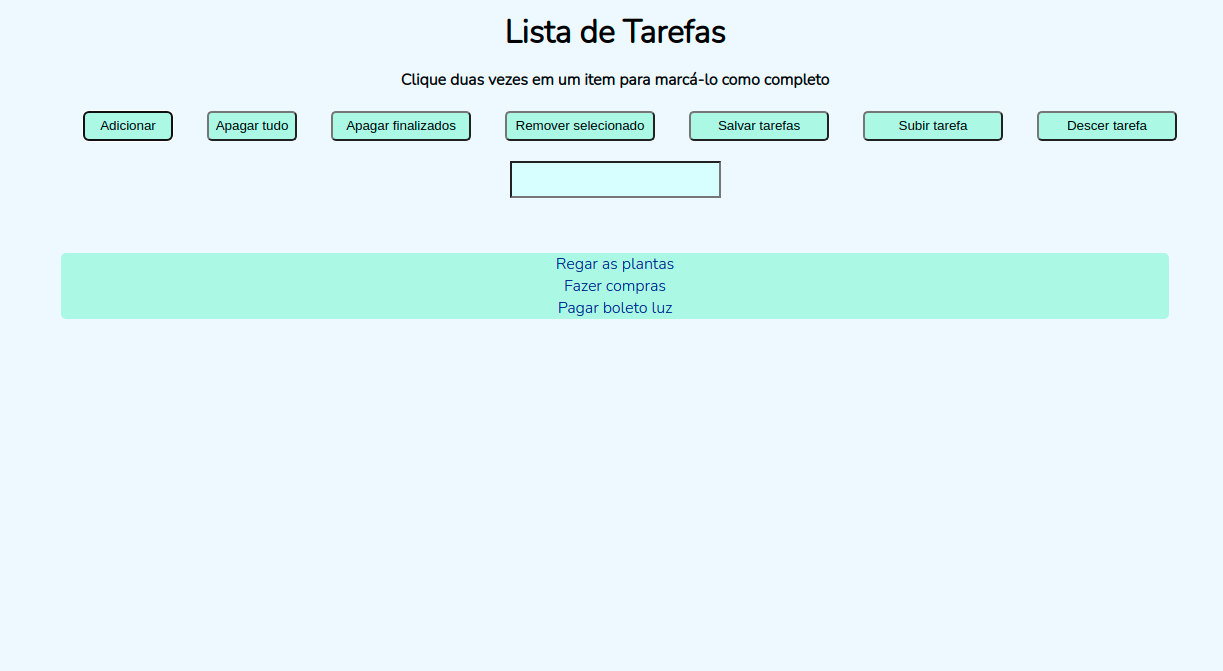 Lista de Tarefas
Clique duas vezes em um item para marcá-lo como completo
Adicionar Apagar tudo Apagar finalizados Remover selecionado Salvar tarefas Subir tarefa Descer tarefa
Regar as plantas
Fazer compras
Pagar boleto luz